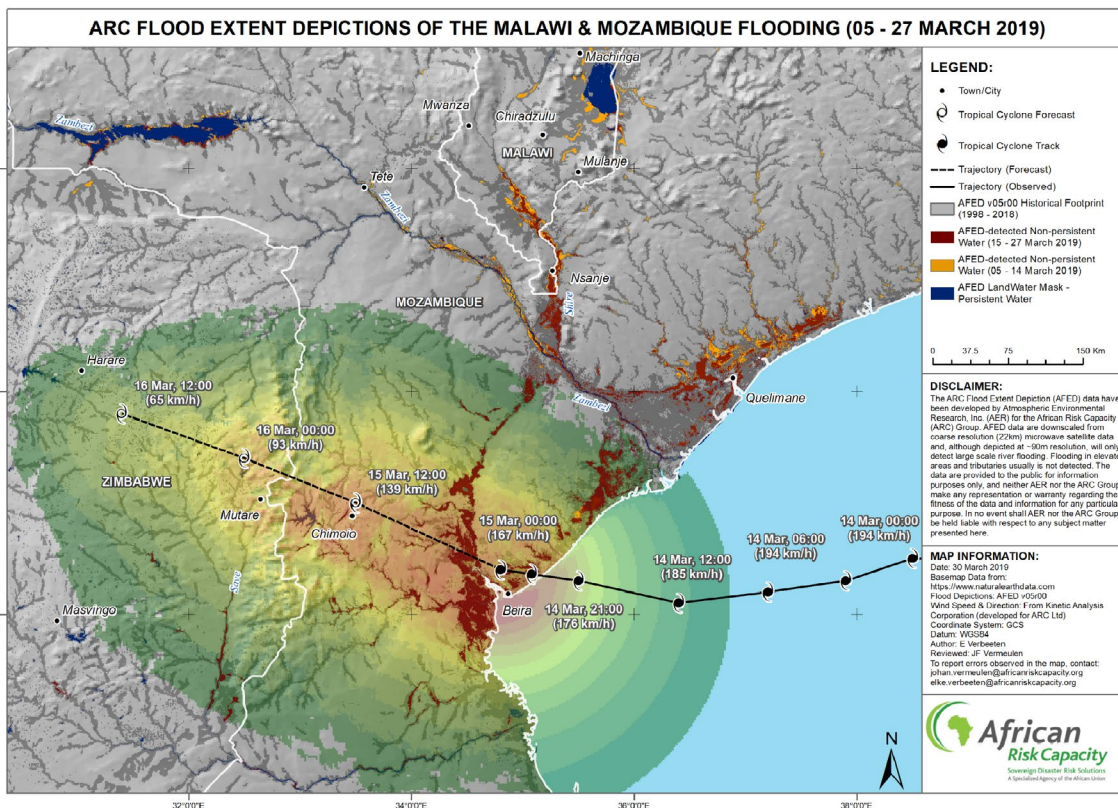 ARC FLOOD EXTENT DEPICTIONS OF THE MALAWI & MOZAMBIQUE FLOODING (05 - 27 MARCH 2019)
Machinga
Mwanza
Chiradzulu
Zambezi
MALAWI
Mulanje
Tete
Zambezi
Nsanje
MOZAMBIQUE
Shire
Harare
16 Mar, 12:00
(65 km/h)
Quelimane
Zambezi
16 Mar, 00:00
(93 km/h)
15 Mar, 12:00
(139 km/h)
ZIMBABWE
Mutare
Chimoio
15 Mar, 00:00
(167 km/h)
14 Mar, 00:00
(194 km/h)
14 Mar, 06:00
(194 km/h)
14 Mar, 12:00
(185 km/h)
Save
Beira
14 Mar, 21:00
(176 km/h)
Masvingo
N
32°0'0"E
34°0'0"E
36°0'0"E
38°0'0"E
LEGEND:
Town/City
Tropical Cyclone Forecast
Tropical Cyclone Track
Trajectory (Forecast)
Trajectory (Observed)
AFED v05r00 Historical Footprint
(1998 - 2018)
AFED-detected Non-persistent
Water (15 - 27 March 2019)
AFED-detected Non-persistent
Water (05 - 14 March 2019)
AFED LandWater Mask -
Persistent Water
0 37.5 75 150 Km
DISCLAIMER:
The ARC Flood Extent Depiction (AFED) data have
been developed by Atmospheric Environmental
Research, Inc. (AER) for the African Risk Capacity
(ARC) Group. AFED data are downscaled from
coarse resolution (22km) microwave satellite data
and, although depicted at ~90m resolution, will only
detect large scale river flooding. Flooding in elevate
areas and tributaries usually is not detected. The
data are provided to the public for information
purposes only, and neither AER nor the ARC Group
make any representation or warranty regarding the
fitness of the data and information for any particula
purpose. In no event shall AER nor the ARC Group
be held liable with respect to any subject matter
presented here.
MAP INFORMATION:
Date: 30 March 2019
Basemap Data from:
https://www.naturalearthdata.com
Flood Depictions: AFED v05r00
Wind Speed & Direction: From Kinetic Analysis
Corporation (developed for ARC Ltd)
Coordinate System: GCS
Datum: WGS84
Author: E Verbeeten
Reviewed: JF Vermeulen
To report errors observed in the map, contact:
johan.vermeulen@africanriskcapacity.org
elke.verbeeten@africanriskcapacity.org
African
Risk Capacity
Sovereign Disaster Risk Solutions
A Specialized Agency of the African Union